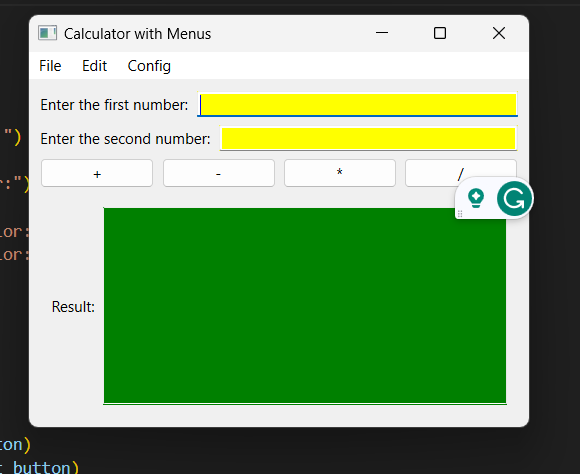 Calculator with Menus
File Edit Config
Enter the first number:
")
Enter the second number:
r:")
+ - * /
lor:
lor:
Result:
ton)
t button)